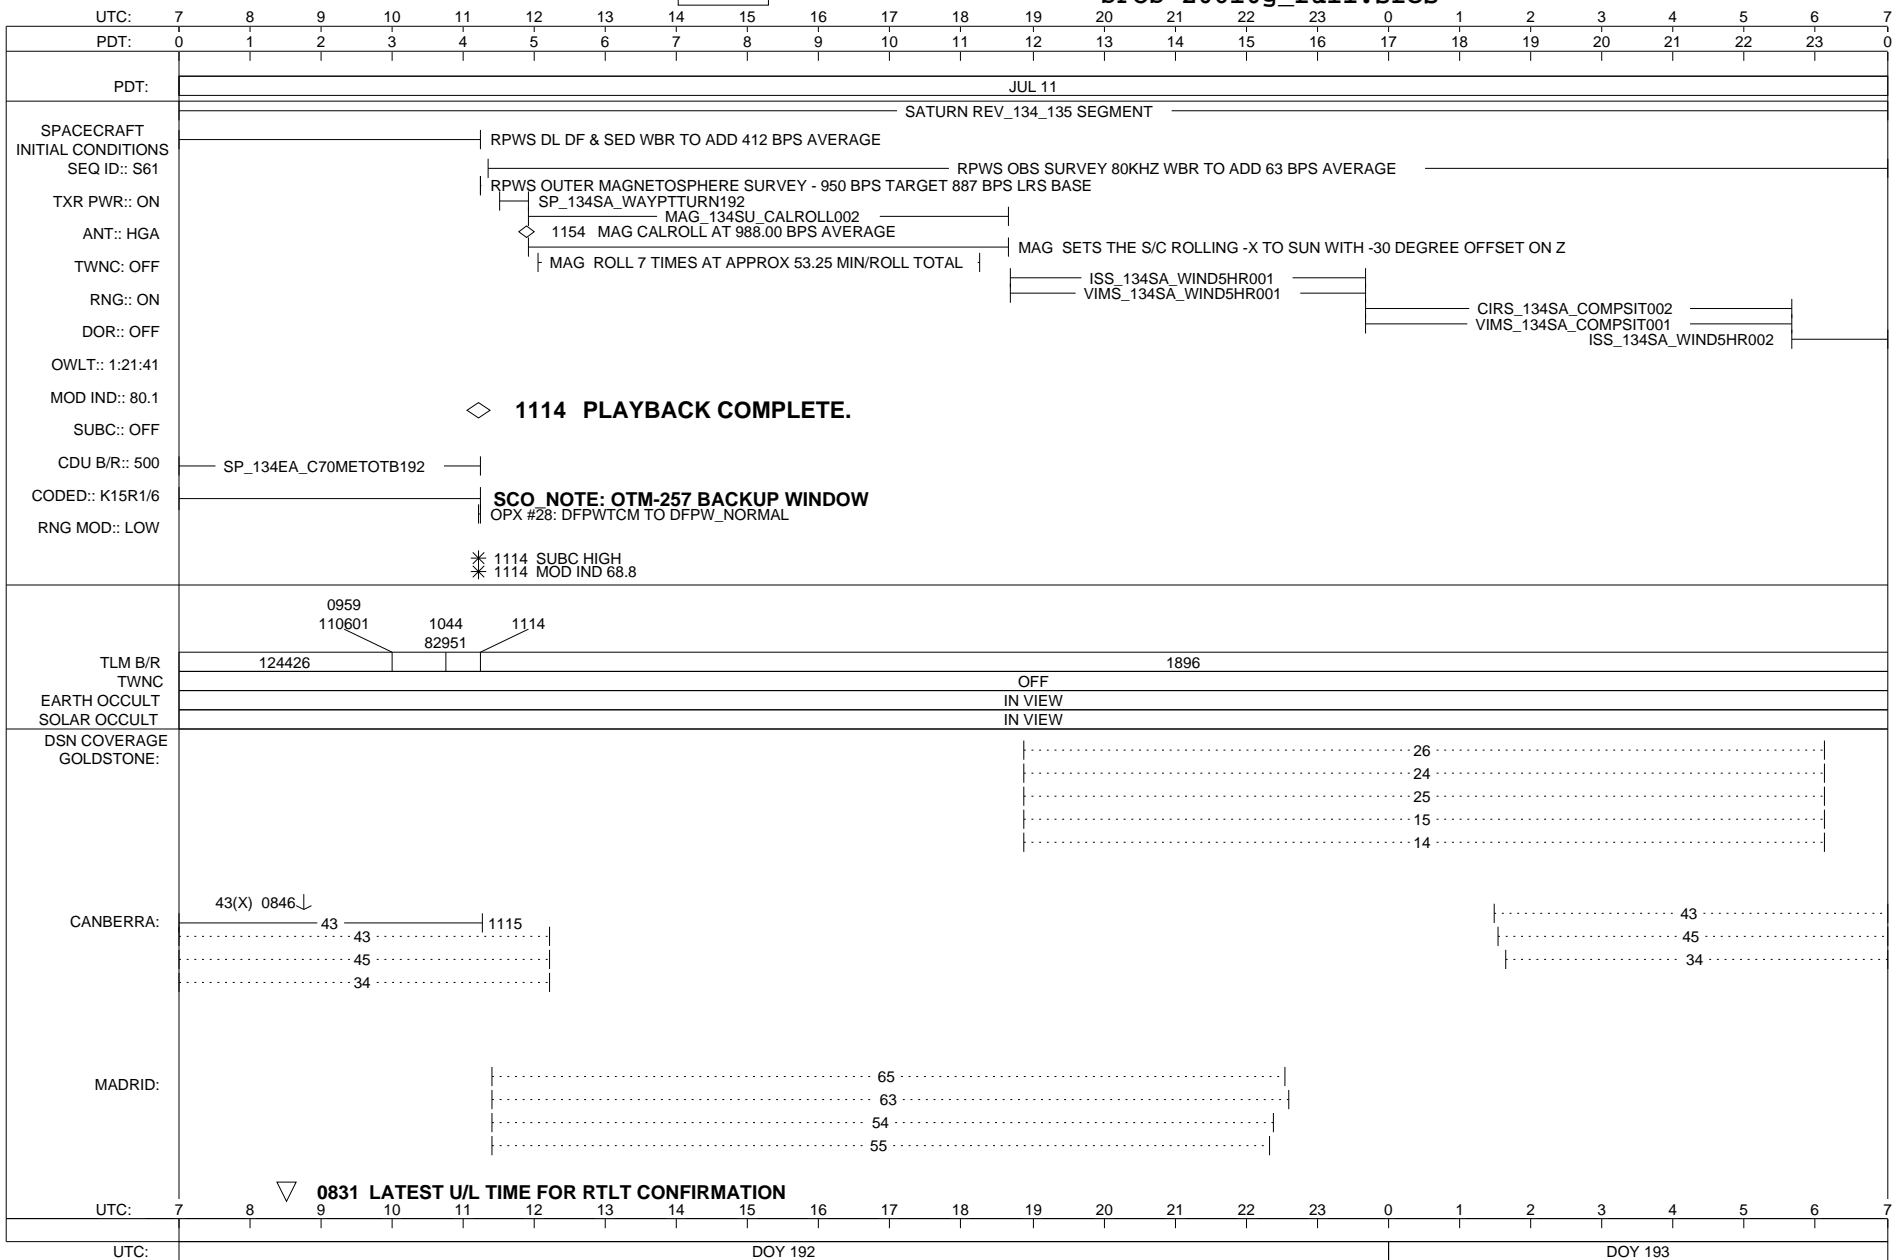 UTC: 7 8 9 10 11 12 13 14 15 16 17 18 19 20 21 22 23 0 1 2 3 4 5 6 7
PDT: 0 1 2 3 4 5 6 7 8 9 10 11 12 13 14 15 16 17 18 19 20 21 22 23 0
PDT: JUL 11
SATURN REV_134_135 SEGMENT
SPACECRAFT
INITIAL CONDITIONS
RPWS DL DF & SED WBR TO ADD 412 BPS AVERAGE
SEQ ID:: S61
RPWS OBS SURVEY 80KHZ WBR TO ADD 63 BPS AVERAGE
RPWS OUTER MAGNETOSPHERE SURVEY - 950 BPS TARGET 887 BPS LRS BASE
TXR PWR:: ON
SP_134SA_WAYPTTURN192
MAG_134SU_CALROLL002
ANT:: HGA
1154 MAG CALROLL AT 988.00 BPS AVERAGE
MAG SETS THE S/C ROLLING -X TO SUN WITH -30 DEGREE OFFSET ON Z
TWNC: OFF
MAG ROLL 7 TIMES AT APPROX 53.25 MIN/ROLL TOTAL
ISS_134SA_WIND5HR001
VIMS_134SA_WIND5HR001
RNG:: ON
CIRS_134SA_COMPSIT002
VIMS_134SA_COMPSIT001
DOR:: OFF
ISS_134SA_WIND5HR002
OWLT:: 1:21:41
MOD IND:: 80.1
1114 PLAYBACK COMPLETE.
SUBC:: OFF
CDU B/R:: 500
SP_134EA_C70METOTB192
CODED:: K15R1/6
SCO_NOTE: OTM-257 BACKUP WINDOW
OPX #28: DFPWTCM TO DFPW_NORMAL
RNG MOD:: LOW
1114 SUBC HIGH
1114 MOD IND 68.8
0959
110601 1044 1114
82951
TLM B/R 124426 1896
TWNC OFF
EARTH OCCULT IN VIEW
SOLAR OCCULT IN VIEW
DSN COVERAGE
GOLDSTONE:
26
24
25
15
14
43(X) 0846
CANBERRA:
43 1115
43
45
34
43
45
34
MADRID:
65
63
54
55
0831 LATEST U/L TIME FOR RTLT CONFIRMATION
UTC: 7 8 9 10 11 12 13 14 15 16 17 18 19 20 21 22 23 0 1 2 3 4 5 6 7
UTC: DOY 192 DOY 193